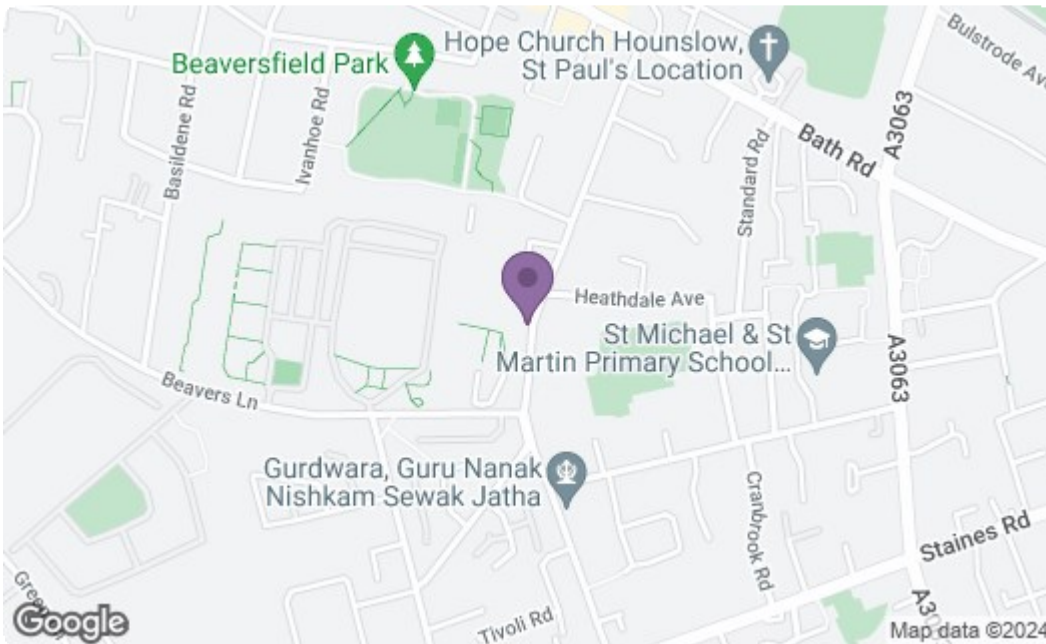 Hope Church Hounslow,
St Paul's Location
Bulstrode Ave
Beaversfield Park
A3063
Basildene Rd
Ivanhoe Rd
Bath Rd
Standard Rd
Heathdale Ave
St Michael & St
Martin Primary School...
A3063
Beavers Ln
Gurdwara, Guru Nanak
Nishkam Sewak Jatha
Cranbrook Rd
Staines Rd
Tivoli Rd
Google
Map data ©2024